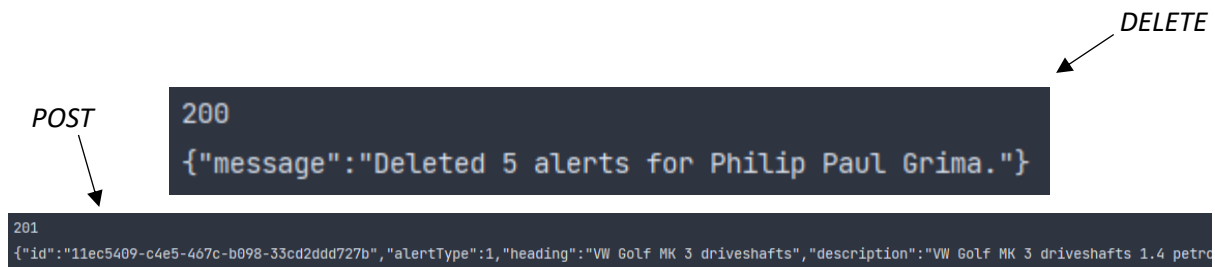 DELETE
200
POST
{"message":"Deleted 5 alerts for Philip Paul Grima."}
201
{"id":"11ec5409-c4e5-467c-b098-33cd2ddd727b","alertType":1,"heading":"VW Golf MK 3 driveshafts","description":"VW Golf MK 3 driveshafts 1.4 petro